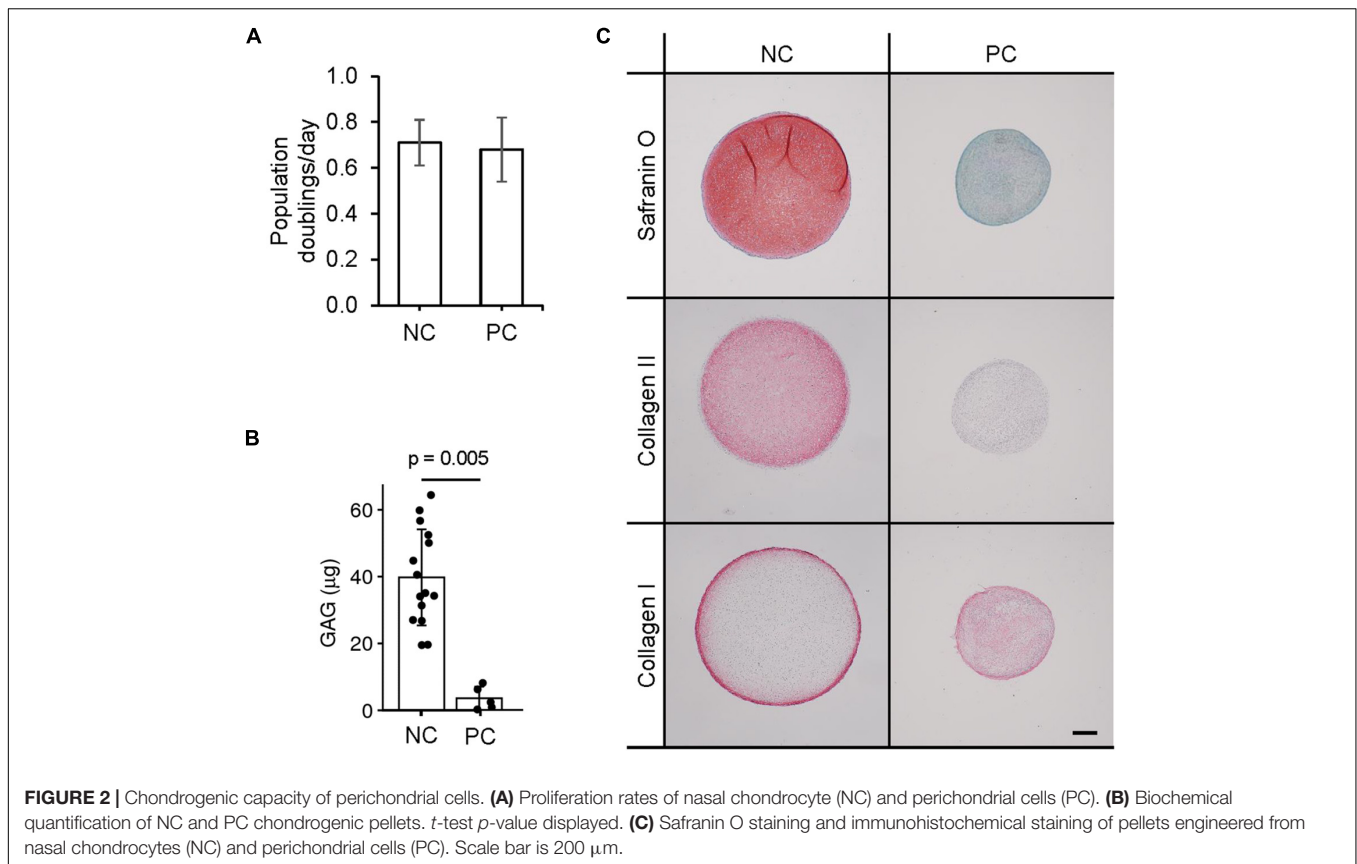 A
1.0
0.8
0.6
0.4
0.2
0.0
Population
doublings/day
NC
PC
B
p = 0.005
60
40
20
0
GAG (μg)
NC
PC
C
NC
PC
Safranin O
Collagen II
Collagen I
FIGURE 2 | Chondrogenic capacity of perichondrial cells. (A) Proliferation rates of nasal chondrocyte (NC) and perichondrial cells (PC). (B) Biochemical
quantification of NC and PC chondrogenic pellets. t-test p-value displayed. (C) Safranin O staining and immunohistochemical staining of pellets engineered from
nasal chondrocytes (NC) and perichondrial cells (PC). Scale bar is 200 μm.